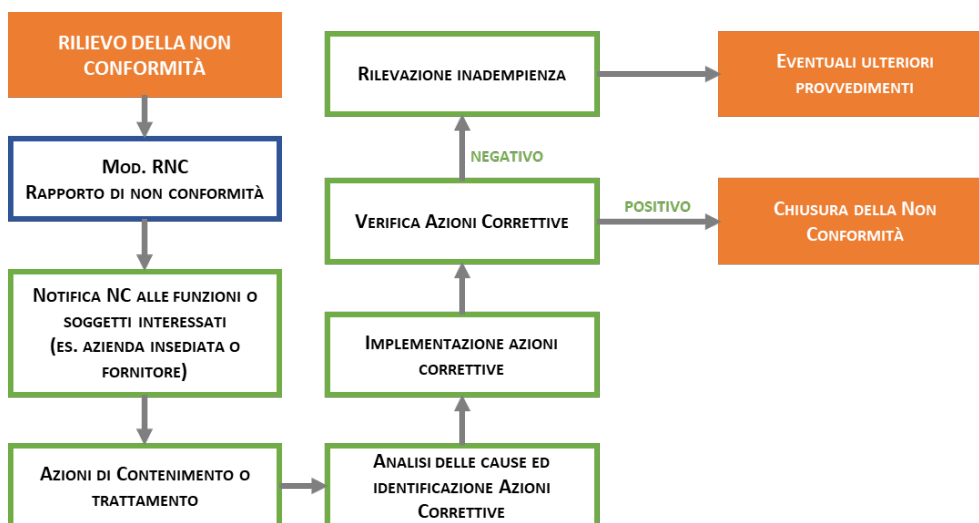 RILIEVO DELLA NON
CONFORMITÀ
MOD. RNC
RAPPORTO DI NON CONFORMITÀ
NOTIFICA NC ALLE FUNZIONI O
SOGGETTI INTERESSATI
(ES. AZIENDA INSEDIATA O
FORNITORE)
AZIONI DI CONTENIMENTO O
TRATTAMENTO
ANALISI DELLE CAUSE ED
IDENTIFICAZIONE AZIONI
CORRETTIVE
IMPLEMENTAZIONE AZIONI
CORRETTIVE
VERIFICA AZIONI CORRETTIVE
NEGATIVO
RILEVAZIONE INADEMPIENZA
EVENTUALI ULTERIORI
PROVVEDIMENTI
POSITIVO
CHIUSURA DELLA NON
CONFORMITÀ